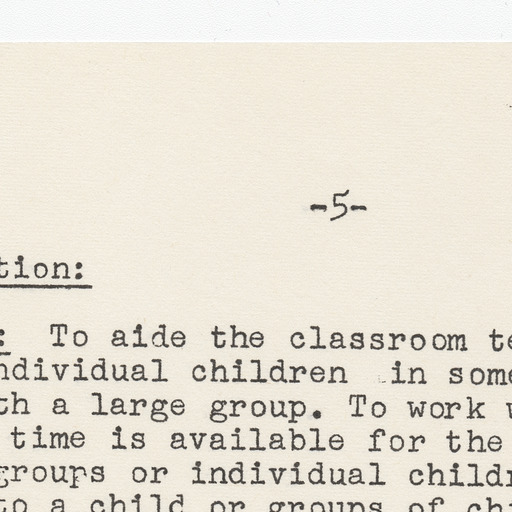 -5-
tion:
: To aide the classroom te
ndividual children in some
th a large group. To work w
time is available for the
groups or individual childr
to a child or groups of chi